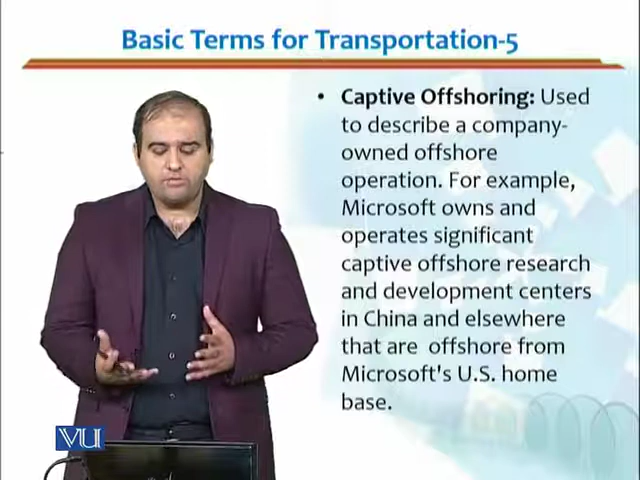 Basic Terms for Transportation-5
• Captive Offshoring: Used
to describe a company-
owned offshore
operation. For example,
Microsoft owns and
operates significant
captive offshore research
and development centers
in China and elsewhere
that are offshore from
Microsoft's U.S. home
base.
VU